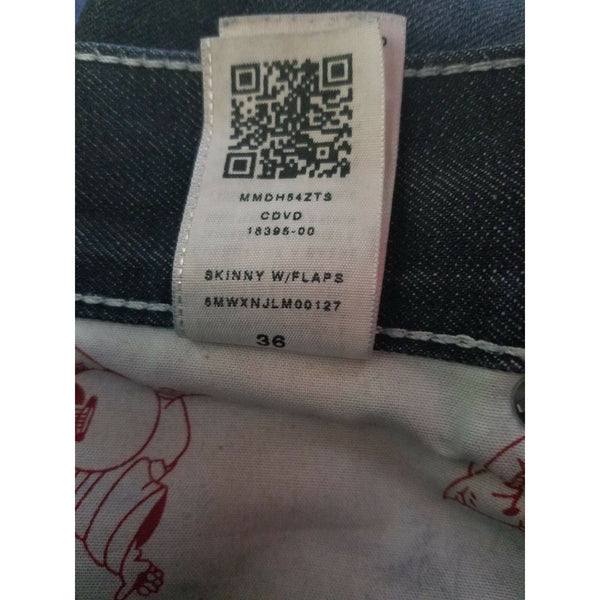 MMDH54ZTS
CDVD
18395-00
SKINNY W/FLAPS
5MWXNJLM00127
36